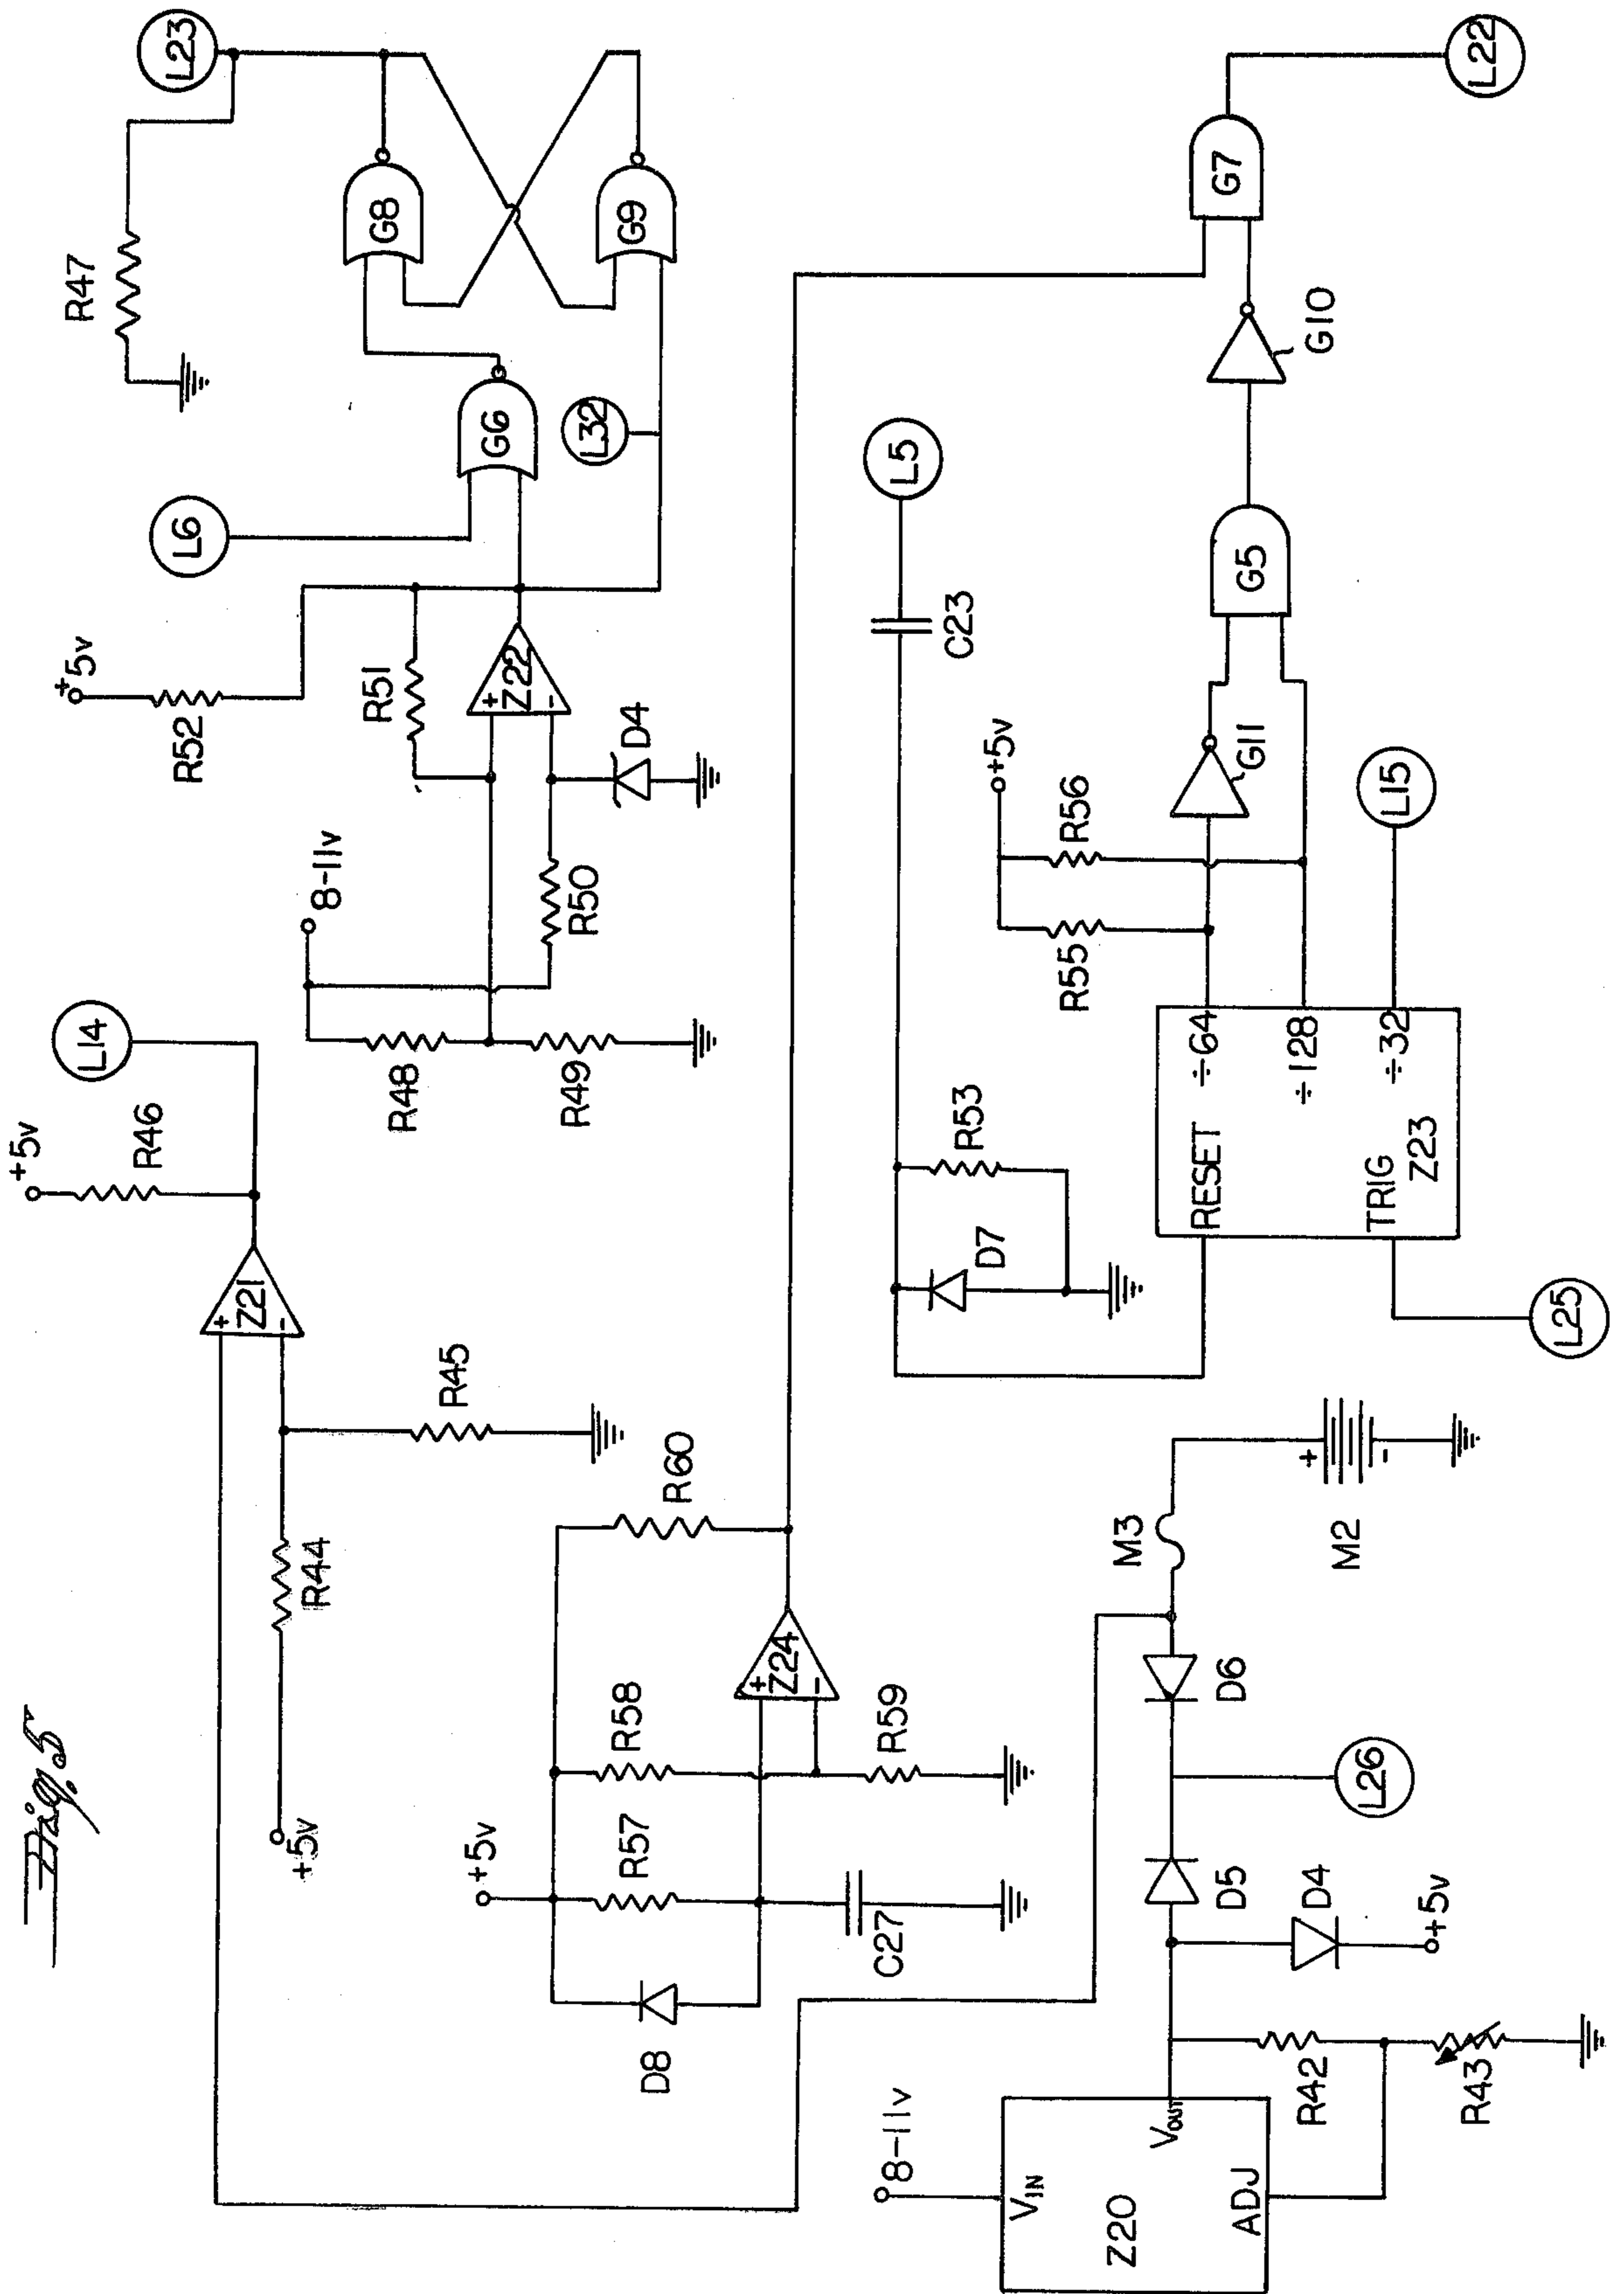 Fig. 5
L23
R47
G8
G9
G6
L32
L6
+5v
R52
R51
+
Z22
-
D4
8-11v
R50
R48
R49
L14
+5v
R46
+
Z21
-
R45
R44
+5v
L22
G7
G10
L5
C23
G5
G11
+5v
R56
R55
L15
R53
D7
RESET
÷64
÷128
÷32
TRIG
Z23
L25
R60
+
Z24
-
R58
R59
+5v
R57
C27
D8
M3
+
-
M2
D6
L26
D5
D4
+5v
8-11v
VIN
VOUT
Z20
ADJ
R42
R43